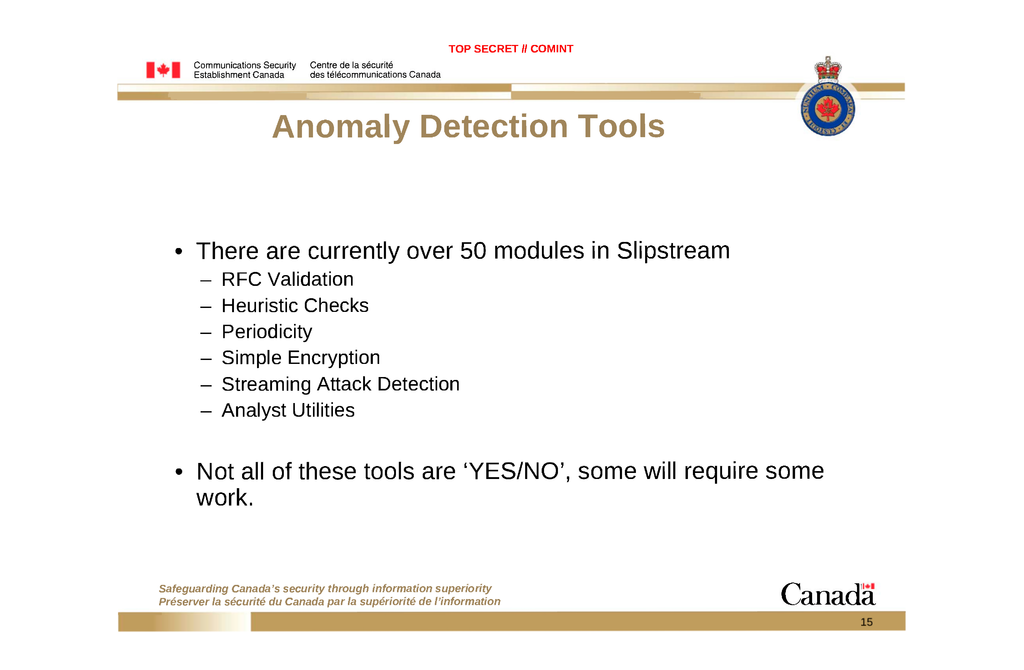 TOP SECRET // COMINT
Communications Security
Establishment Canada
Centre de la sécurité
des télécommunications Canada
Anomaly Detection Tools
• There are currently over 50 modules in Slipstream
– RFC Validation
– Heuristic Checks
– Periodicity
– Simple Encryption
– Streaming Attack Detection
– Analyst Utilities
• Not all of these tools are ‘YES/NO’, some will require some
work.
Safeguarding Canada’s security through information superiority
Préserver la sécurité du Canada par la supériorité de l’information
Canada
15